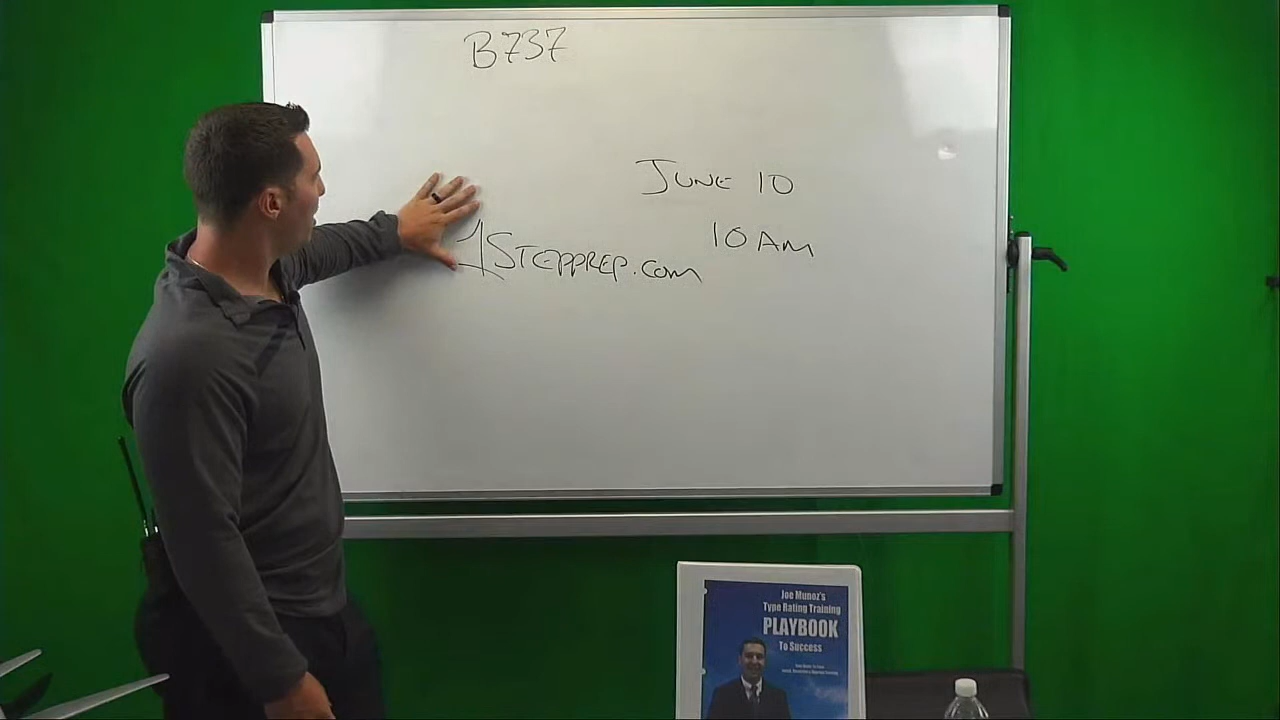 B737
JUNE 10
10 AM
1STEPPREP.COM
Joe Munoz's
Type Rating Training
PLAYBOOK
To Success